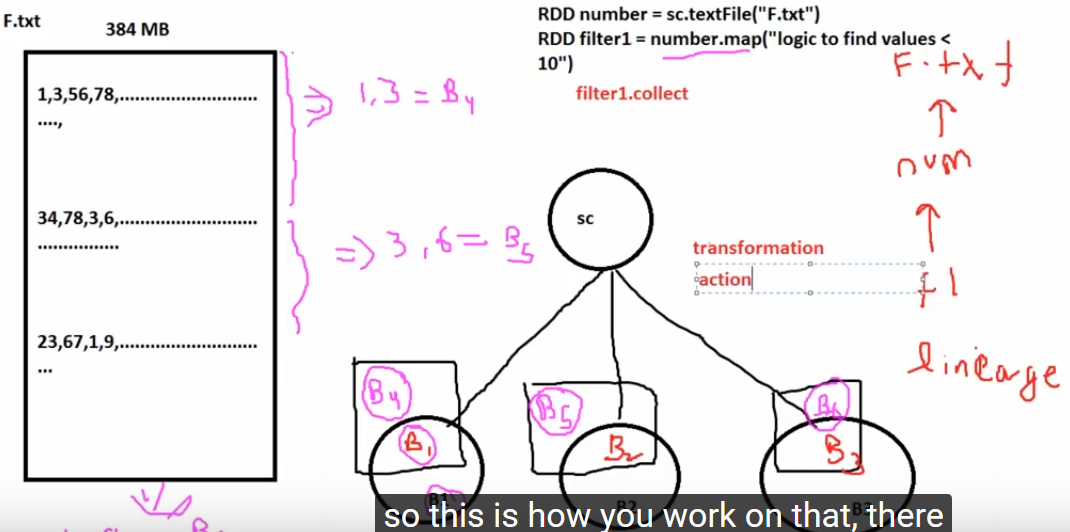 F.txt
384 MB
1,3,56,78,............................
....,
34,78,3,6,............................
.................
23,67,1,9,............................
...
=> 1,3 = B4
=> 3,6 = B5
RDD number = sc.textFile("F.txt")
RDD filter1 = number.map("logic to find values <
10")
filter1.collect
F.txt
num
f1
lineage
sc
transformation
action
B4
B1
B1
B5
B2
B2
B6
B3
B3
so this is how you work on that, there